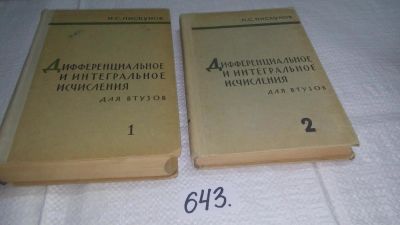 Н.С. ПИСКУНОВ
ДИФФЕРЕНЦИАЛЬНОЕ
И ИНТЕГРАЛЬНОЕ
ИСЧИСЛЕНИЯ
ДЛЯ ВТУЗОВ
1
Н.С. ПИСКУНОВ
ДИФФЕРЕНЦИАЛЬНОЕ
И ИНТЕГРАЛЬНОЕ
ИСЧИСЛЕНИЯ
ДЛЯ ВТУЗОВ
2
643.